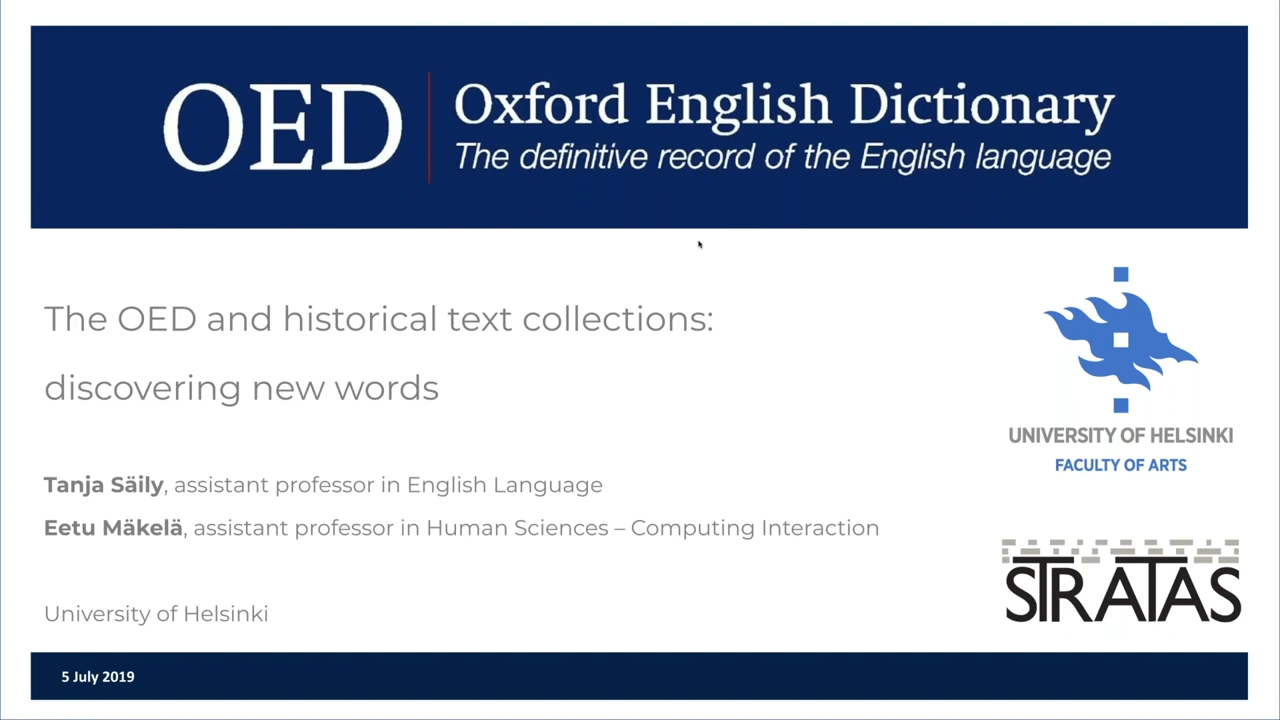 OED
Oxford English Dictionary
The definitive record of the English language
The OED and historical text collections:
discovering new words
Tanja Säily, assistant professor in English Language
Eetu Mäkelä, assistant professor in Human Sciences – Computing Interaction
University of Helsinki
UNIVERSITY OF HELSINKI
FACULTY OF ARTS
STRATAS
5 July 2019